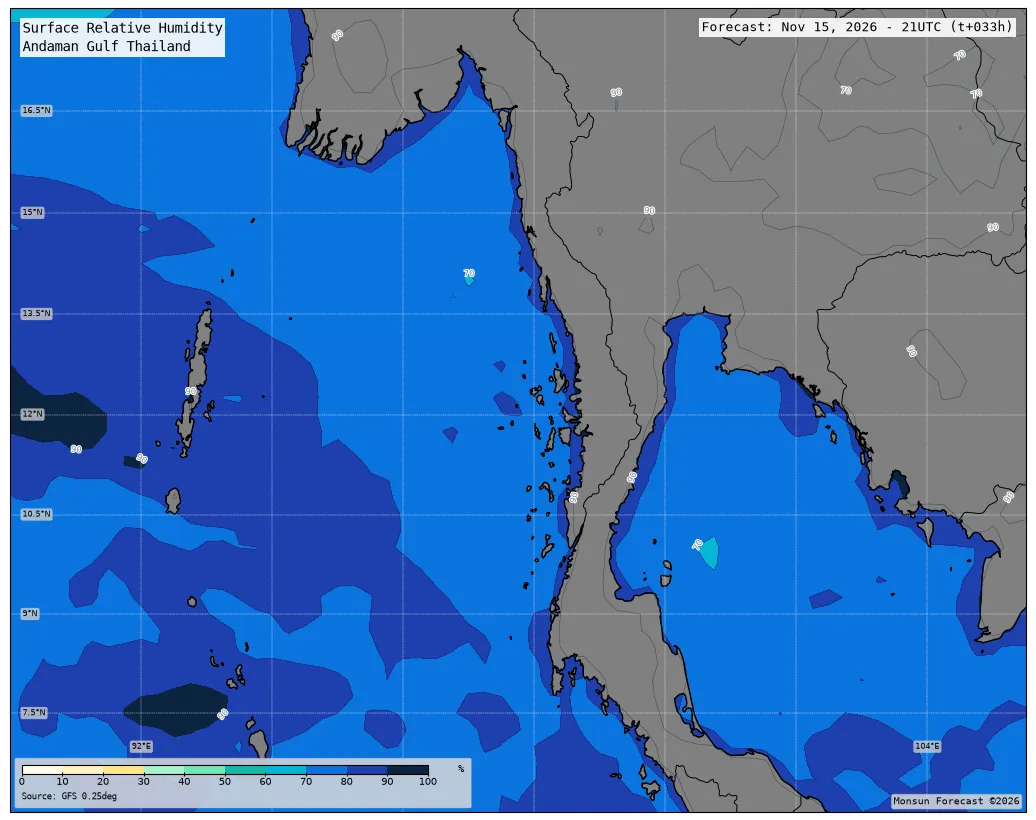 Surface Relative Humidity
Andaman Gulf Thailand
Forecast: Nov 15, 2026 - 21UTC (t+033h)
90
70
70
90
70
16.5°N
15°N
90
90
70
13.5°N
90
90
12°N
90
90
90
90
90
10.5°N
70
9°N
7.5°N
90
92°E
104°E
0 10 20 30 40 50 60 70 80 90 100 %
Source: GFS 0.25deg
Monsun Forecast ©2026